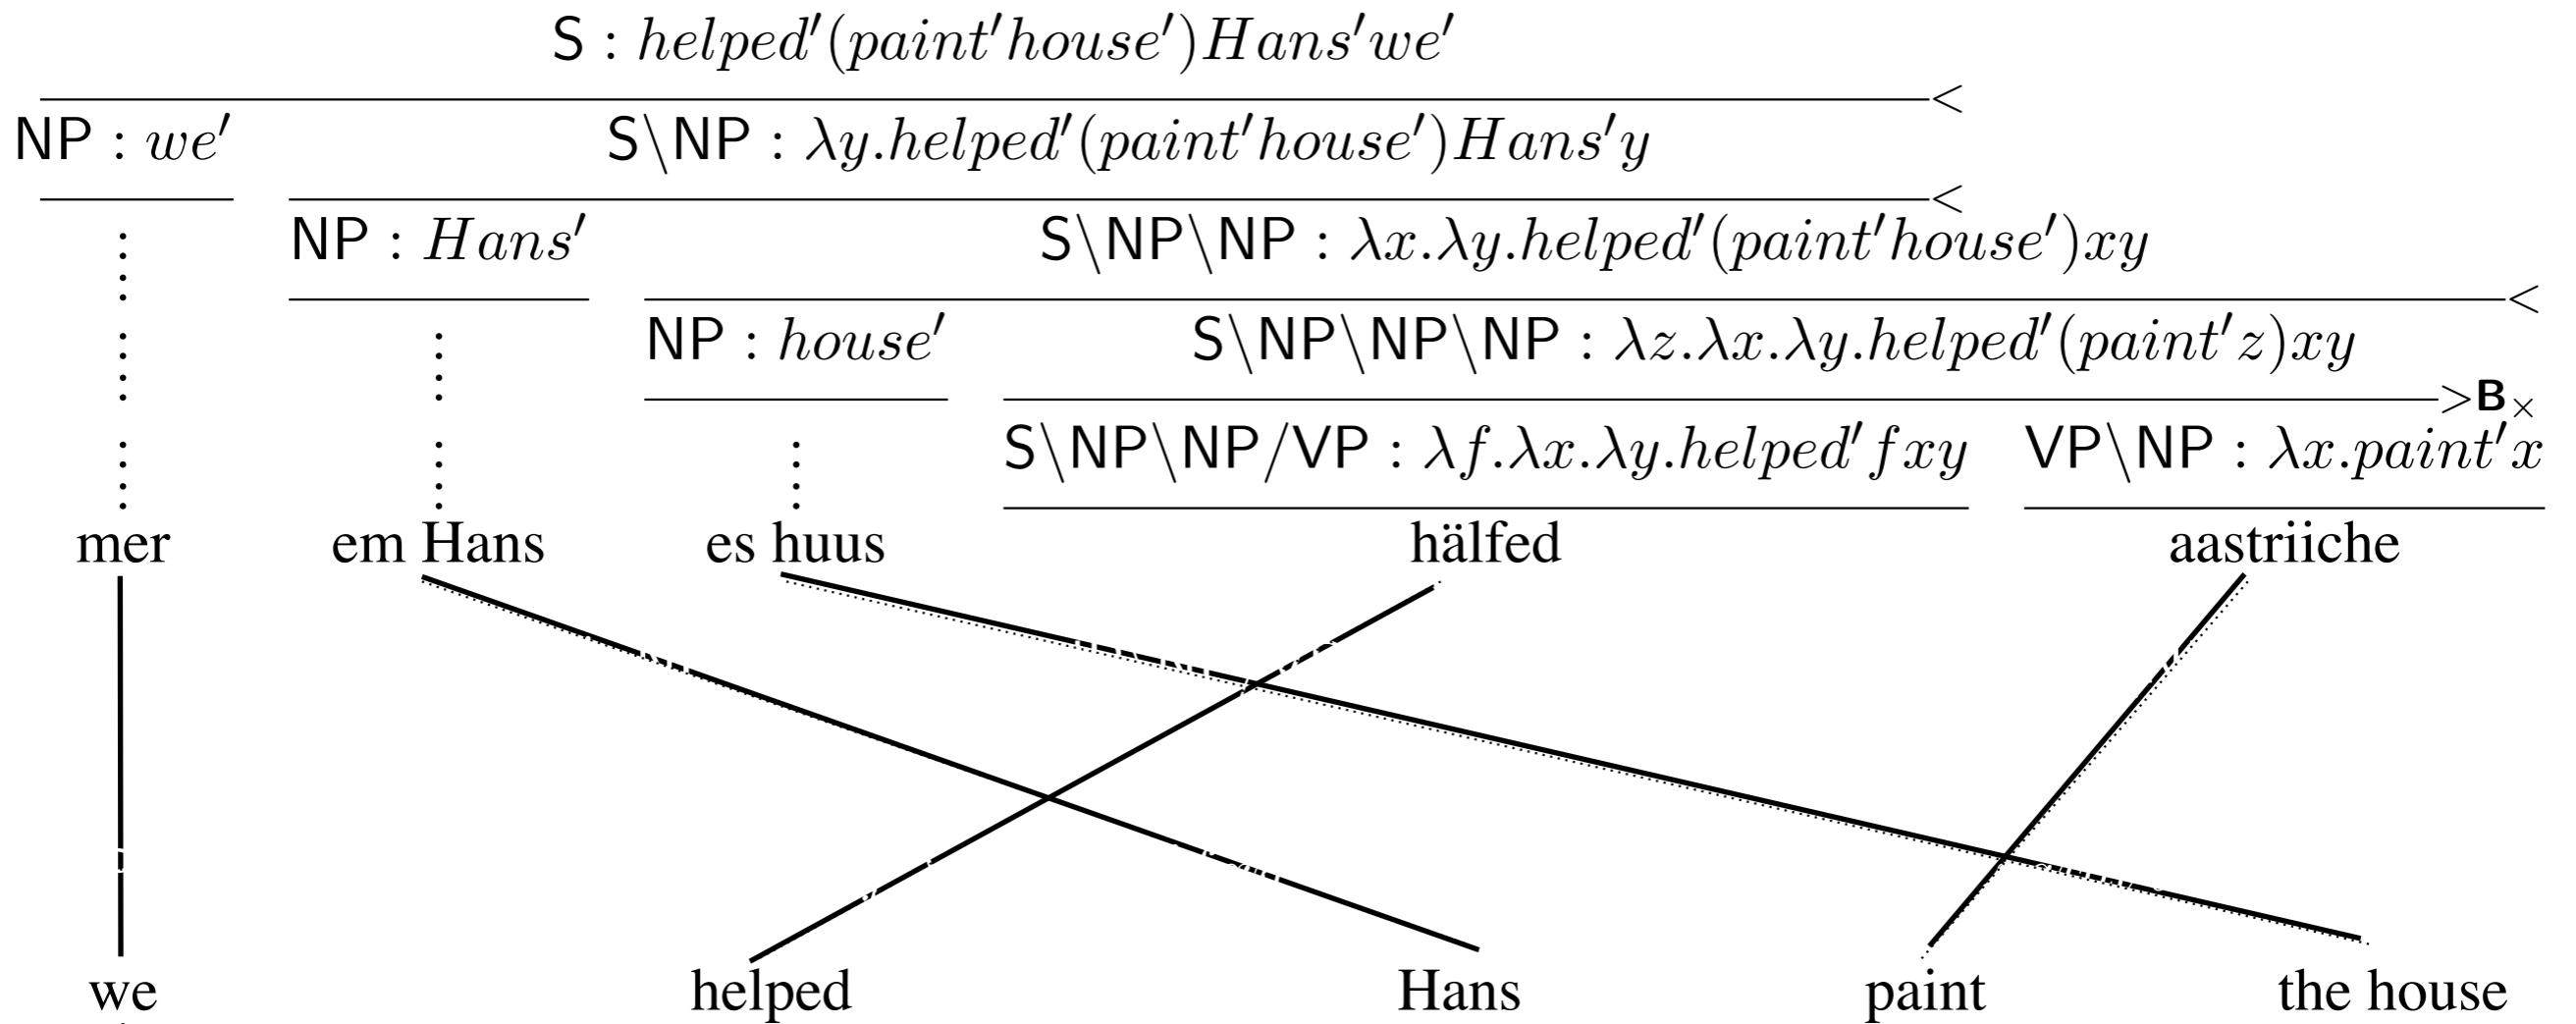 S : helped′(paint′house′)Hans′we′
<
NP : we′ S\NP : λy.helped′(paint′house′)Hans′y
<
NP : Hans′ S\NP\NP : λx.λy.helped′(paint′house′)xy
<
NP : house′ S\NP\NP\NP : λz.λx.λy.helped′(paint′z)xy
>B×
S\NP\NP/VP : λf.λx.λy.helped′fxy VP\NP : λx.paint′x
mer em Hans es huus hälfed aastriiche
we helped Hans paint the house